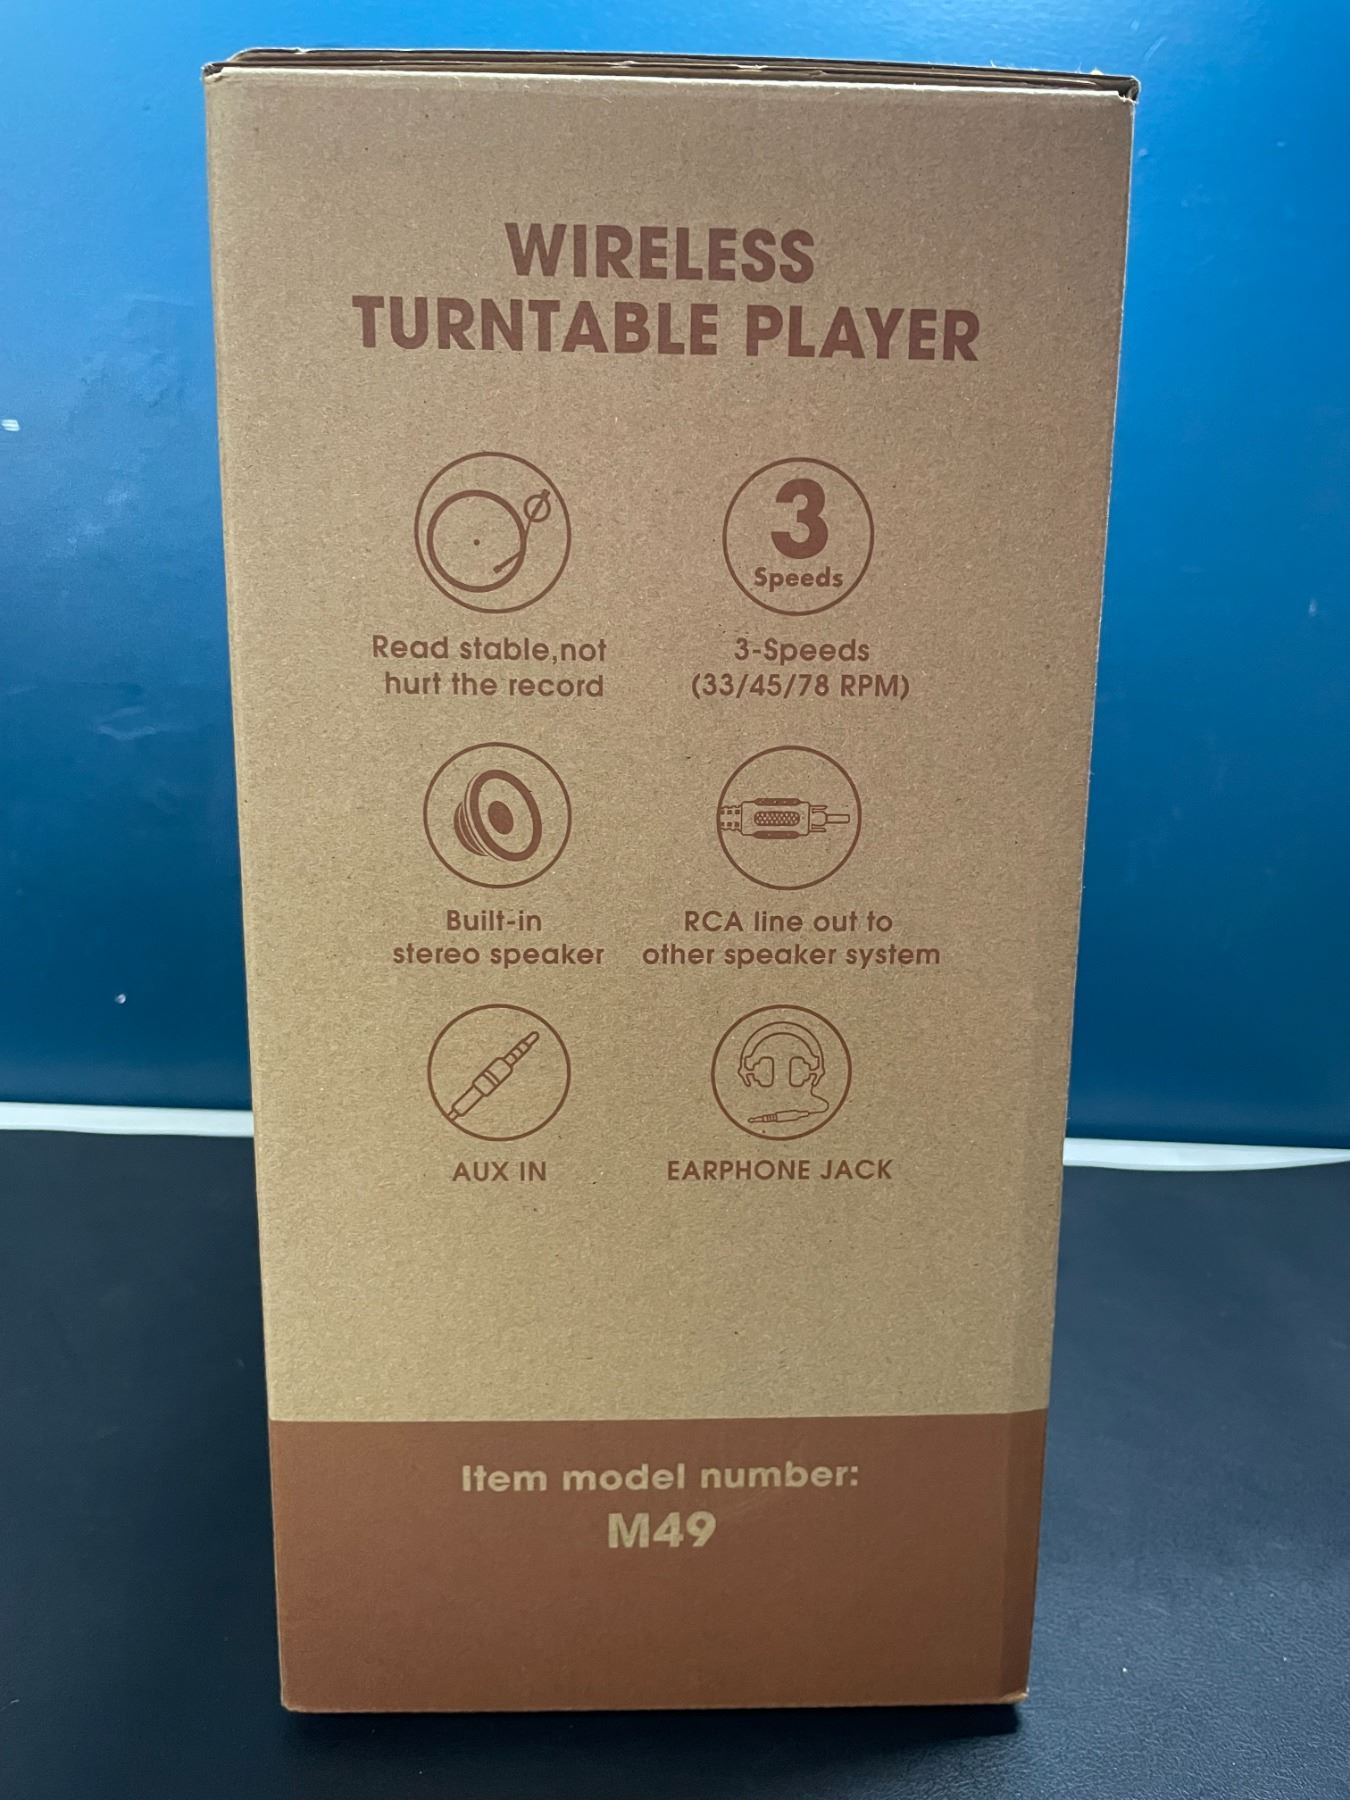 WIRELESS
TURNTABLE PLAYER
3
Speeds
Read stable,not
hurt the record
3-Speeds
(33/45/78 RPM)
Built-in
stereo speaker
RCA line out to
other speaker system
AUX IN
EARPHONE JACK
Item model number:
M49